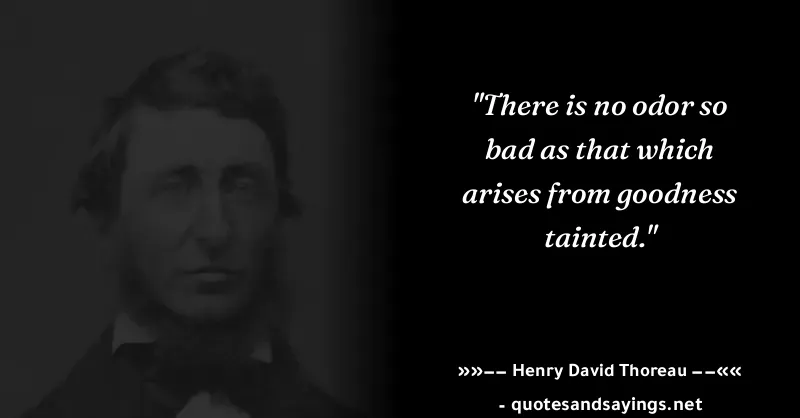 "There is no odor so
bad as that which
arises from goodness
tainted."
»»−− Henry David Thoreau −−««
- quotesandsayings.net